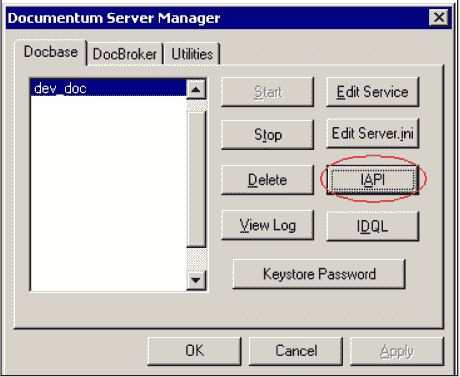 Documentum Server Manager
Docbase DocBroker Utilities
dev_doc
Start Edit Service
Stop Edit Server.ini
Delete IAPI
View Log IDQL
Keystore Password
OK Cancel Apply